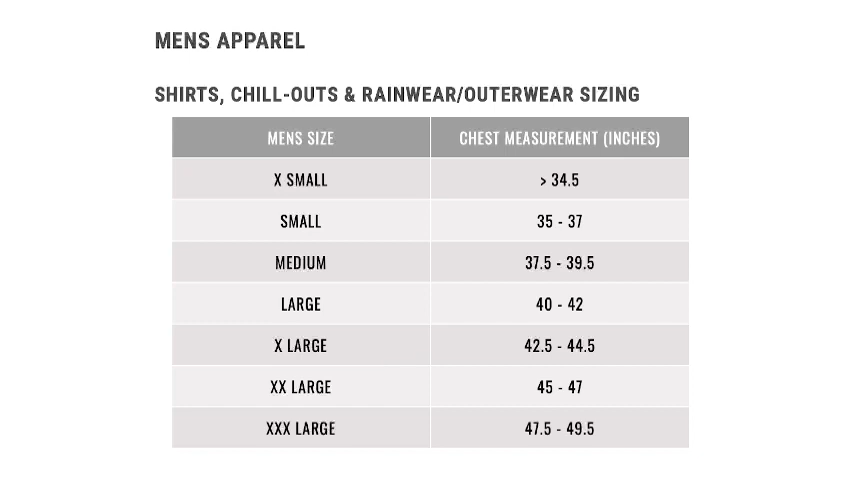 MENS APPAREL
SHIRTS, CHILL-OUTS & RAINWEAR/OUTERWEAR SIZING
MENS SIZE CHEST MEASUREMENT (INCHES)
X SMALL > 34.5
SMALL 35 - 37
MEDIUM 37.5 - 39.5
LARGE 40 - 42
X LARGE 42.5 - 44.5
XX LARGE 45 - 47
XXX LARGE 47.5 - 49.5